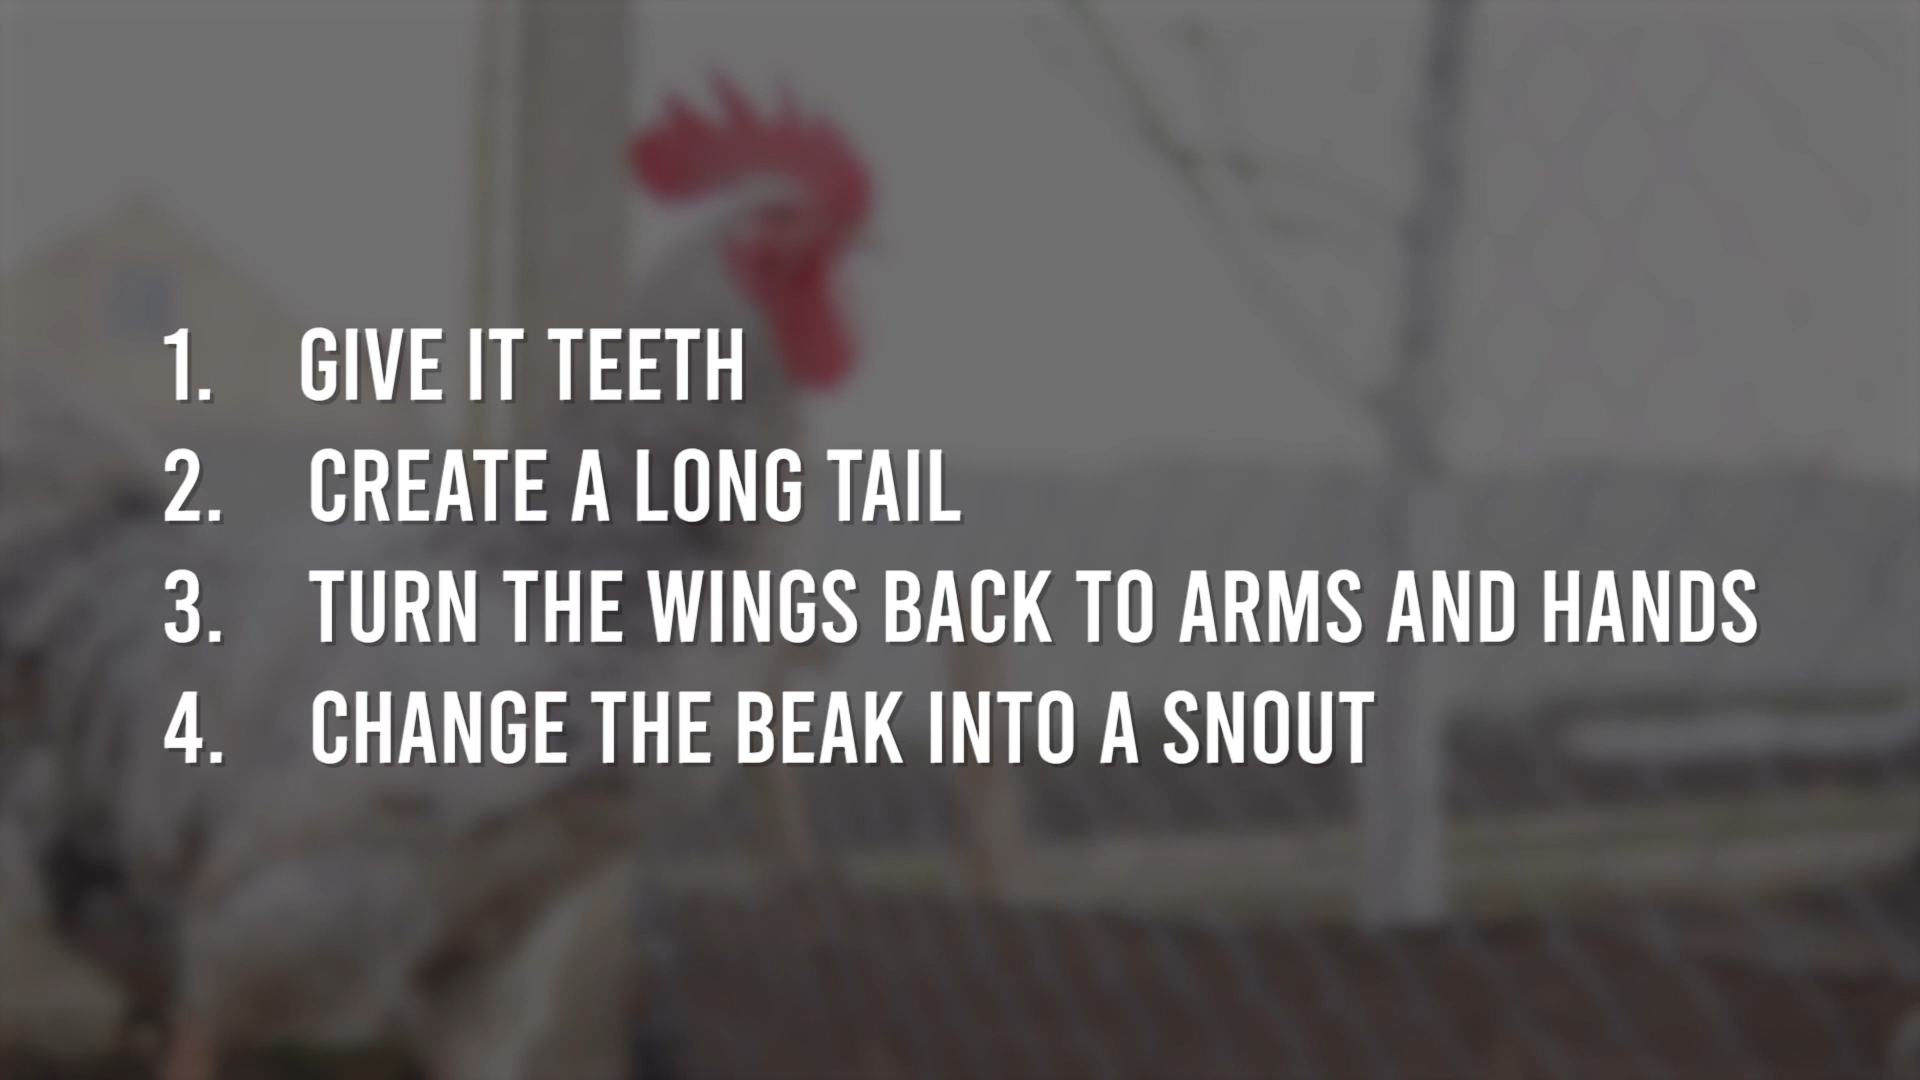 1. GIVE IT TEETH
2. CREATE A LONG TAIL
3. TURN THE WINGS BACK TO ARMS AND HANDS
4. CHANGE THE BEAK INTO A SNOUT